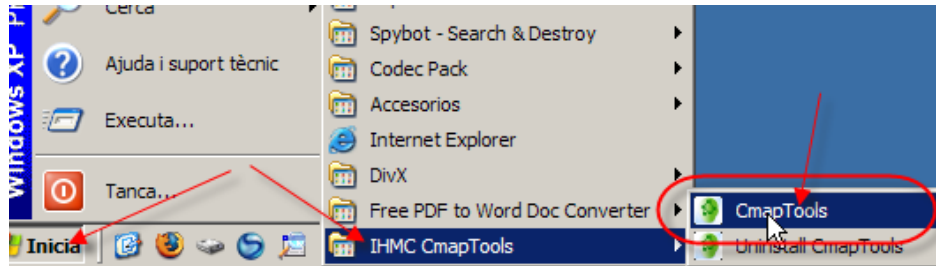 Cerca
Ajuda i suport tècnic
Executa...
Tanca...
Windows XP
Inicia
Spybot - Search & Destroy
Codec Pack
Accesorios
Internet Explorer
DivX
Free PDF to Word Doc Converter
IHMC CmapTools
CmapTools
Uninstall CmapTools